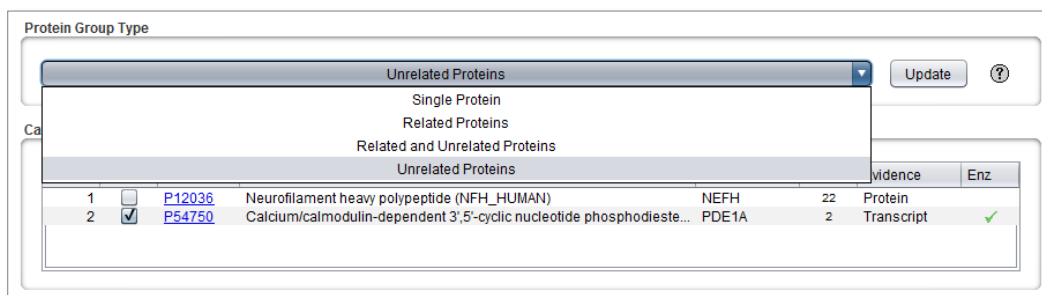 Protein Group Type
Unrelated Proteins Update ?
Single Protein
Related Proteins
Ca Related and Unrelated Proteins
Unrelated Proteins
vidence Enz
1 P12036 Neurofilament heavy polypeptide (NFH_HUMAN) NEFH 22 Protein
2 P54750 Calcium/calmodulin-dependent 3',5'-cyclic nucleotide phosphodieste... PDE1A 2 Transcript